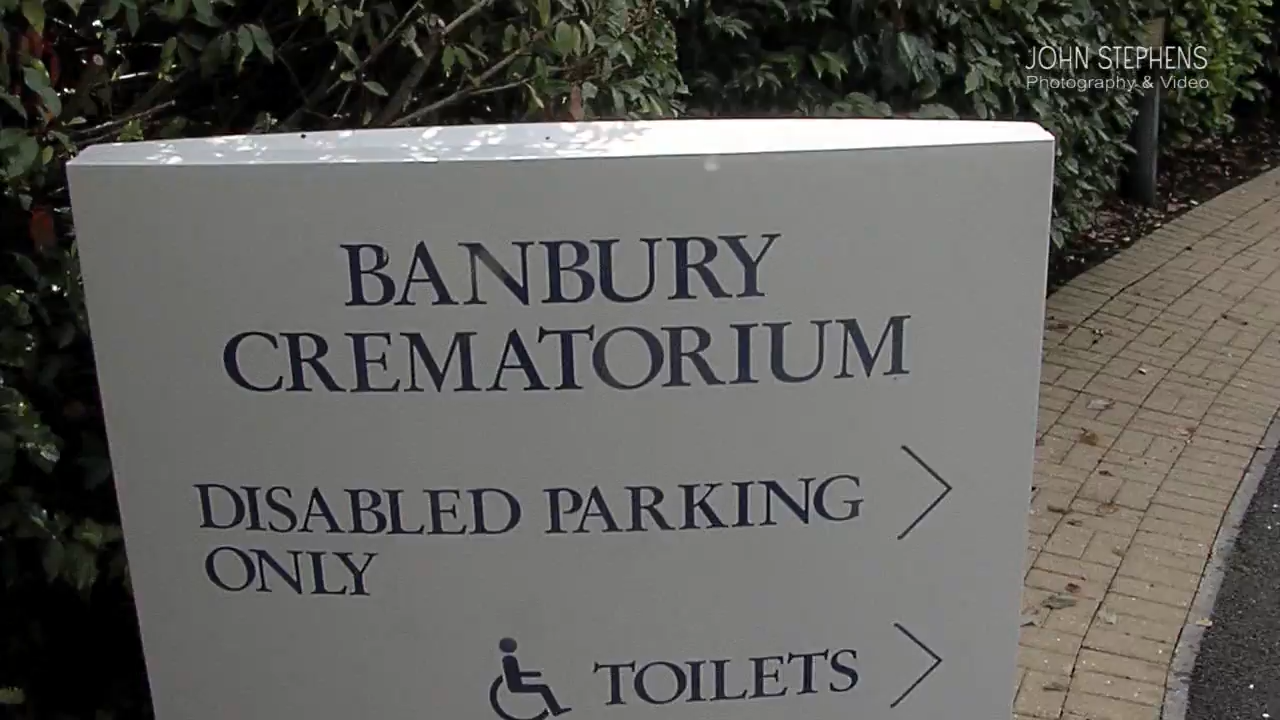 JOHN STEPHENS
Photography & Video
BANBURY
CREMATORIUM
DISABLED PARKING
ONLY
TOILETS